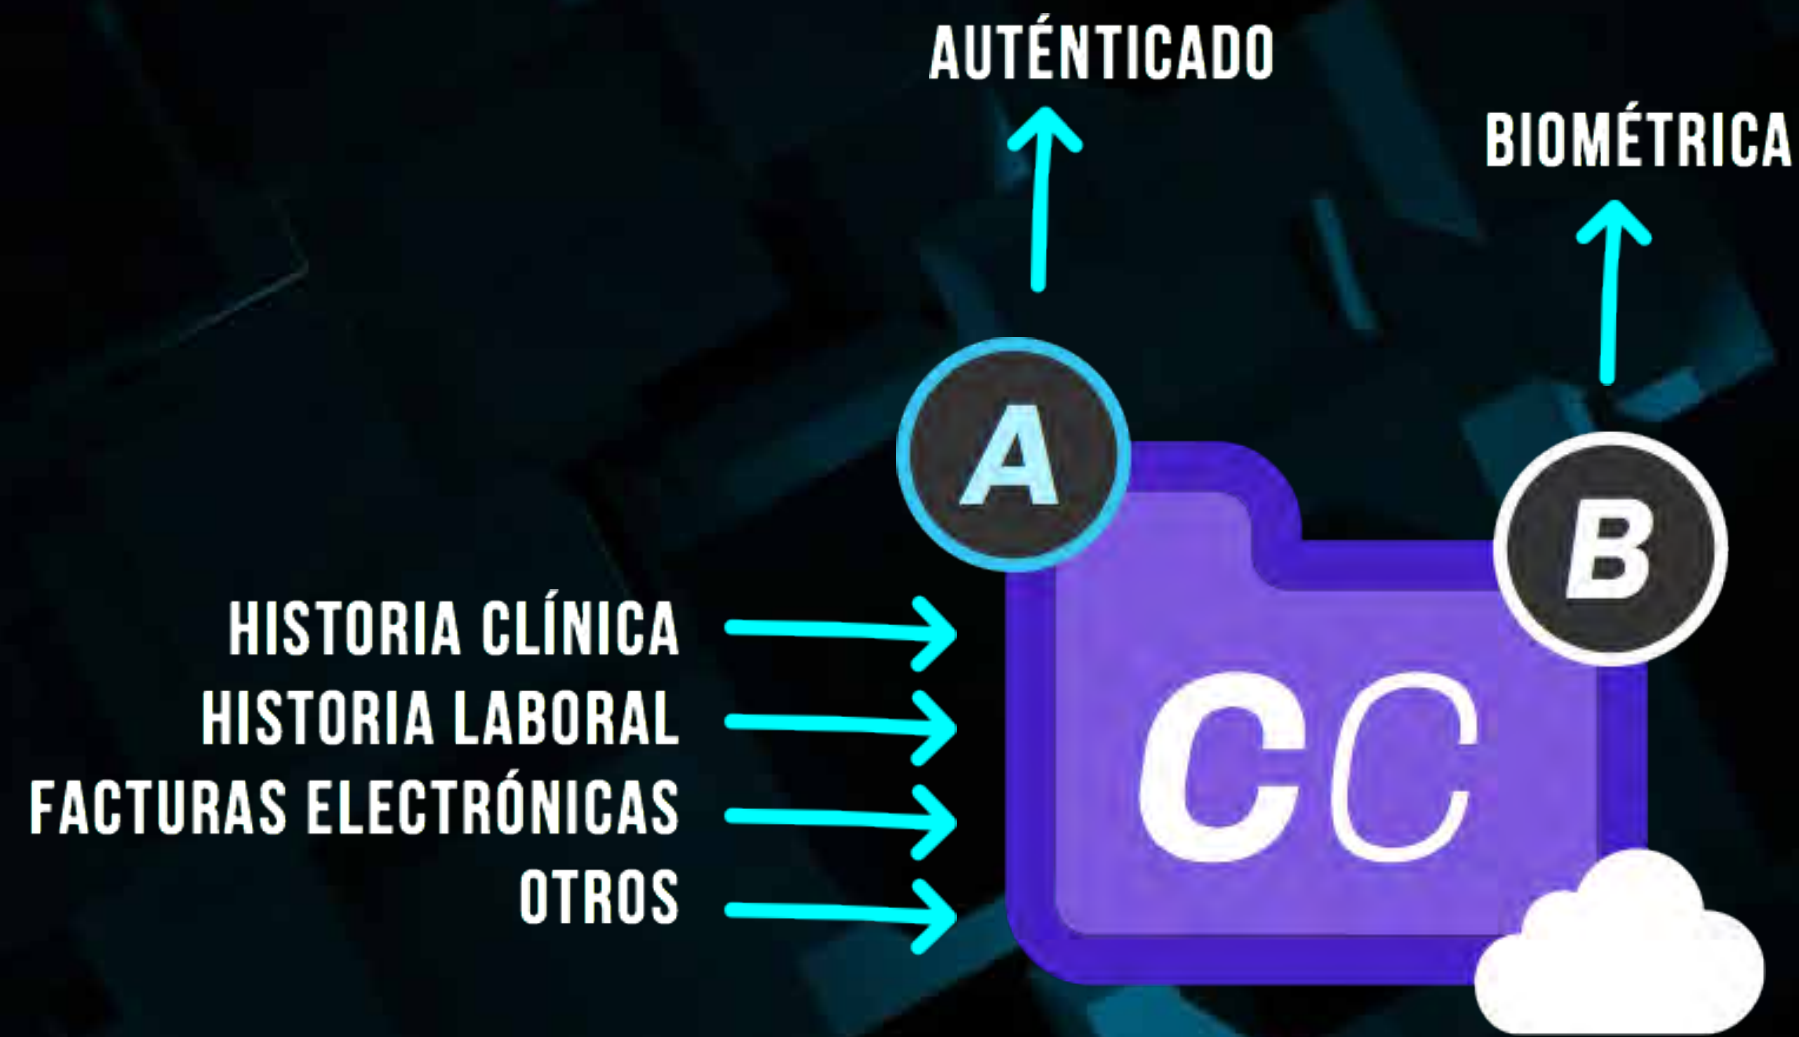 AUTÉNTICADO
BIOMÉTRICA
A
B
HISTORIA CLÍNICA
HISTORIA LABORAL
FACTURAS ELECTRÓNICAS
OTROS
CC